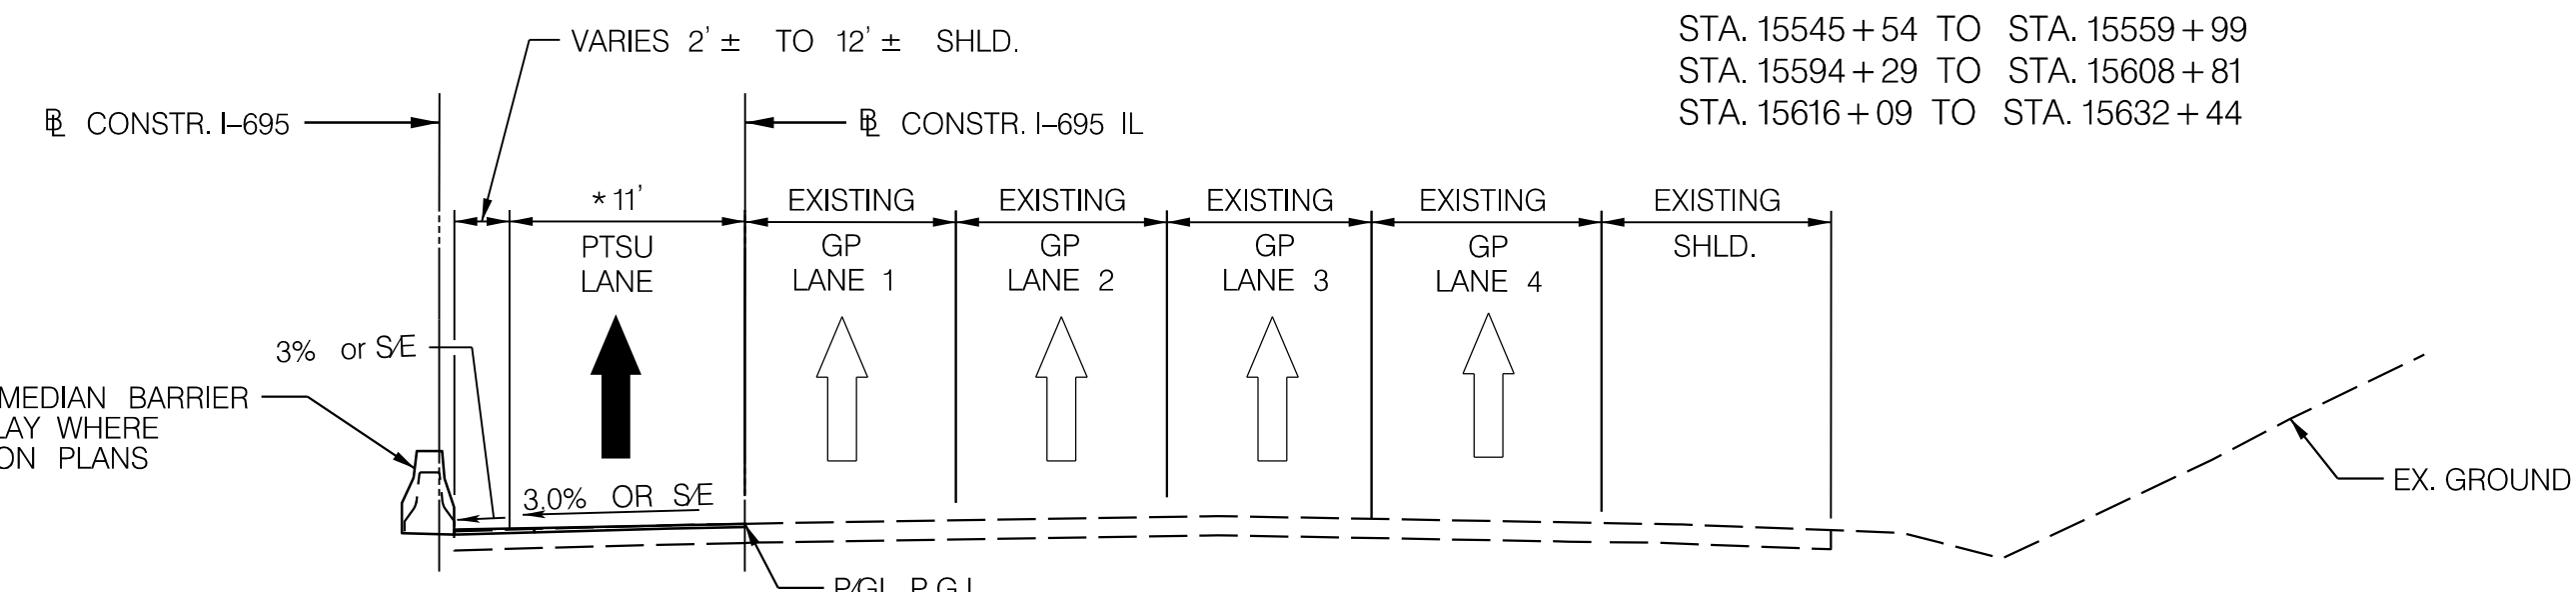 VARIES 2' ± TO 12' ± SHLD.
STA. 15545+54 TO STA. 15559+99
STA. 15594+29 TO STA. 15608+81
STA. 15616+09 TO STA. 15632+44
℄ CONSTR. I-695
℄ CONSTR. I-695 IL
* 11'
PTSU
LANE
EXISTING
GP
LANE 1
EXISTING
GP
LANE 2
EXISTING
GP
LANE 3
EXISTING
GP
LANE 4
EXISTING
SHLD.
3% or S/E
MEDIAN BARRIER
LAY WHERE
ON PLANS
3.0% OR S/E
EX. GROUND